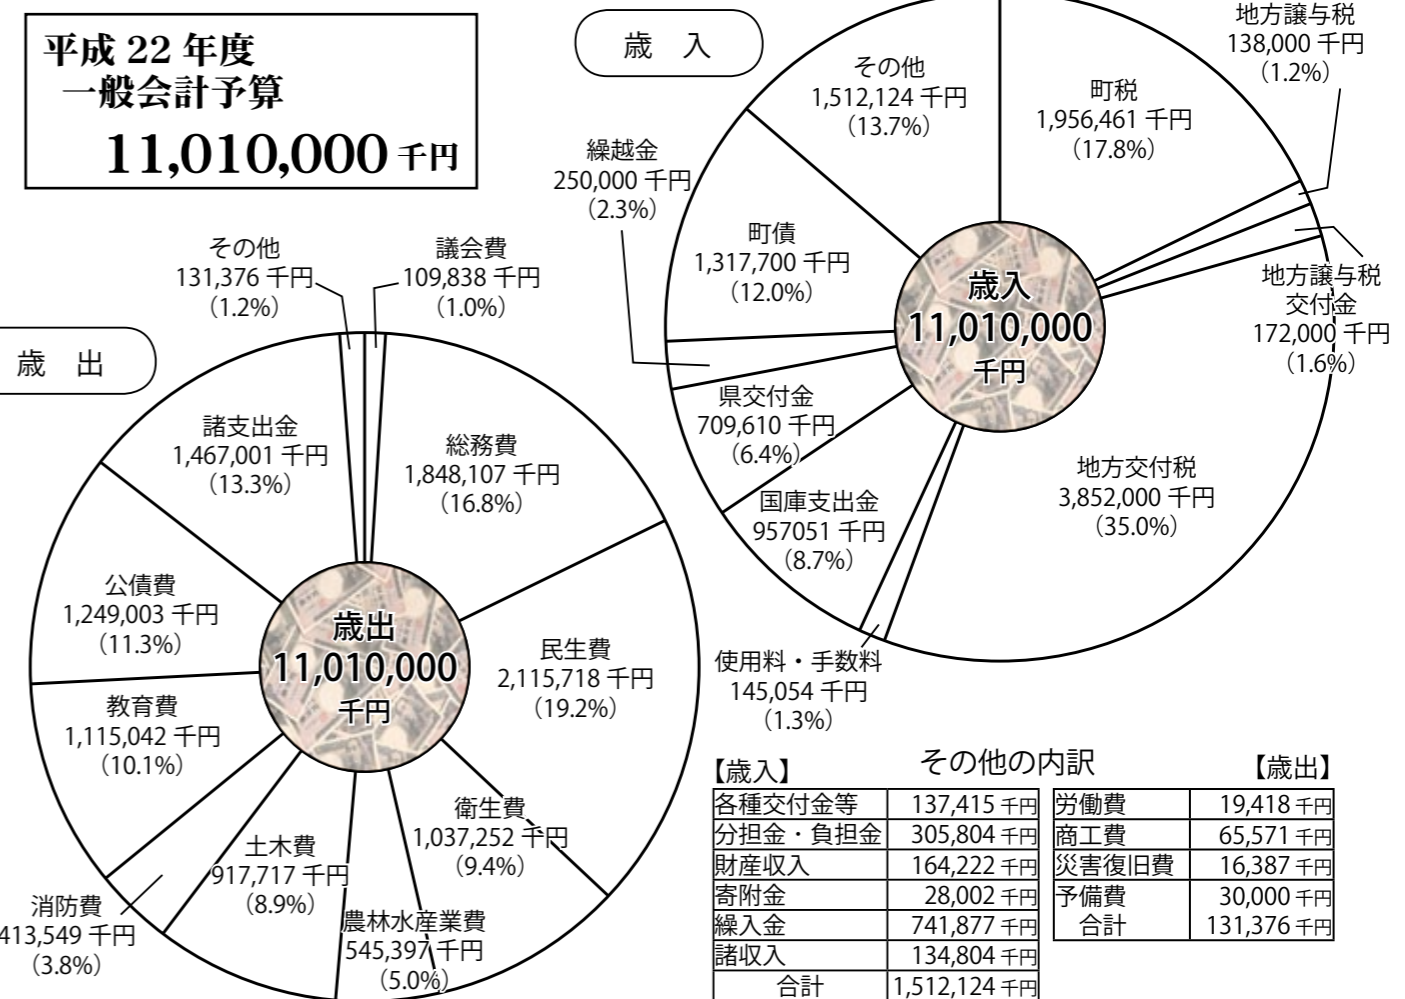 平成 22 年度
一般会計予算
11,010,000 千円
歳 入
その他
1,512,124 千円
（13.7%）
町税
1,956,461 千円
（17.8%）
地方譲与税
138,000 千円
（1.2%）
地方譲与税
交付金
172,000 千円
（1.6%）
地方交付税
3,852,000 千円
（35.0%）
使用料・手数料
145,054 千円
（1.3%）
国庫支出金
957051 千円
（8.7%）
県交付金
709,610 千円
（6.4%）
繰越金
250,000 千円
（2.3%）
町債
1,317,700 千円
（12.0%）
歳入
11,010,000
千円
歳 出
その他
131,376 千円
（1.2%）
議会費
109,838 千円
（1.0%）
総務費
1,848,107 千円
（16.8%）
民生費
2,115,718 千円
（19.2%）
衛生費
1,037,252 千円
（9.4%）
農林水産業費
545,397 千円
（5.0%）
土木費
917,717 千円
（8.9%）
消防費
413,549 千円
（3.8%）
教育費
1,115,042 千円
（10.1%）
公債費
1,249,003 千円
（11.3%）
諸支出金
1,467,001 千円
（13.3%）
歳出
11,010,000
千円
その他の内訳
【歳入】
各種交付金等 137,415 千円
分担金・負担金 305,804 千円
財産収入 164,222 千円
寄附金 28,002 千円
繰入金 741,877 千円
諸収入 134,804 千円
合計 1,512,124 千円
【歳出】
労働費 19,418 千円
商工費 65,571 千円
災害復旧費 16,387 千円
予備費 30,000 千円
合計 131,376 千円